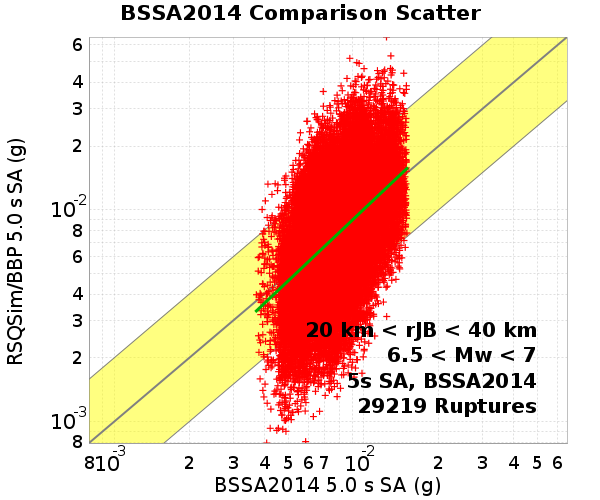 BSSA2014 Comparison Scatter
RSQSim/BBP 5.0 s SA (g)
6
4
3
2
10-2
8
6
4
3
2
10-3
8
20 km < rJB < 40 km
6.5 < Mw < 7
5s SA, BSSA2014
29219 Ruptures
8 10-3 2 3 4 5 6 7 10-2 2 3 4 5 6
BSSA2014 5.0 s SA (g)